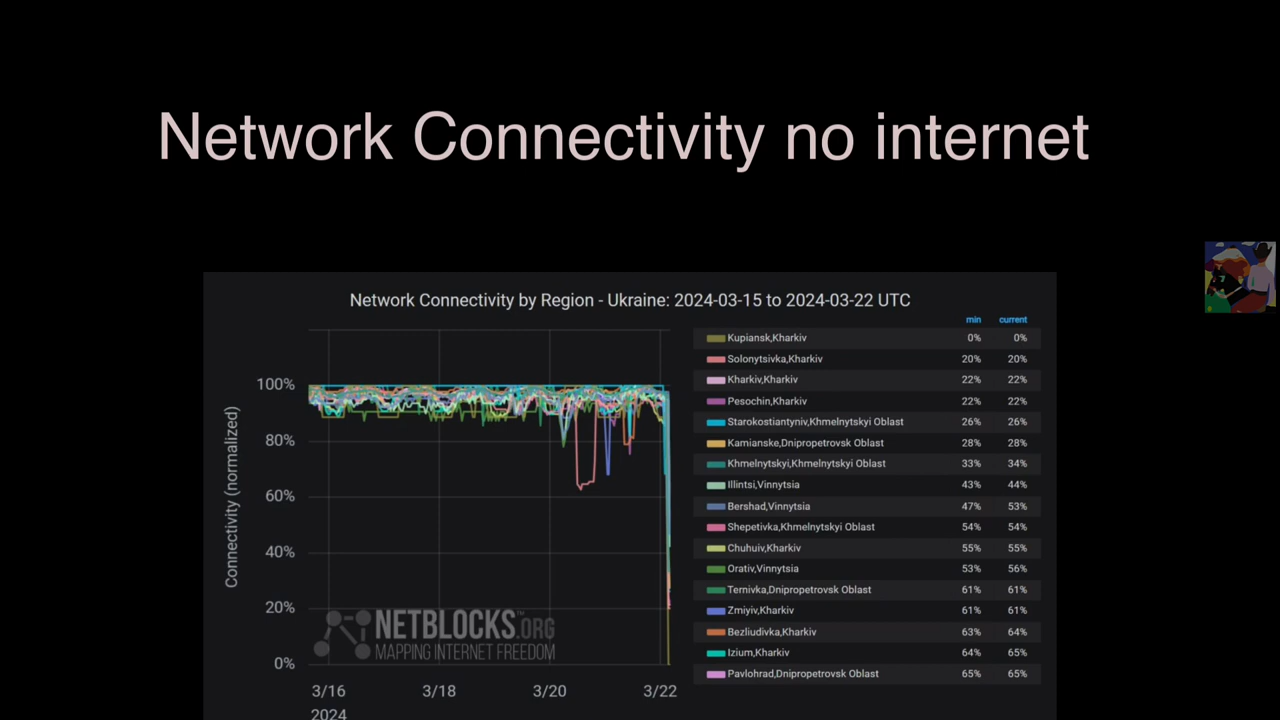 Network Connectivity no internet
Network Connectivity by Region - Ukraine: 2024-03-15 to 2024-03-22 UTC
min current
Kupiansk,Kharkiv 0% 0%
Solonytsivka,Kharkiv 20% 20%
Kharkiv,Kharkiv 22% 22%
Pesochin,Kharkiv 22% 22%
Starokostiantyniv,Khmelnytskyi Oblast 26% 26%
Kamianske,Dnipropetrovsk Oblast 28% 28%
Khmelnytskyi,Khmelnytskyi Oblast 33% 34%
Illintsi,Vinnytsia 43% 44%
Bershad,Vinnytsia 47% 53%
Shepetivka,Khmelnytskyi Oblast 54% 54%
Chuhuiv,Kharkiv 55% 55%
Orativ,Vinnytsia 53% 56%
Ternivka,Dnipropetrovsk Oblast 61% 61%
Zmiyiv,Kharkiv 61% 61%
Bezliudivka,Kharkiv 63% 64%
Izium,Kharkiv 64% 65%
Pavlohrad,Dnipropetrovsk Oblast 65% 65%
Connectivity (normalized)
100%
80%
60%
40%
20%
0%
NETBLOCKS.ORG™
MAPPING INTERNET FREEDOM
3/16 3/18 3/20 3/22
2024